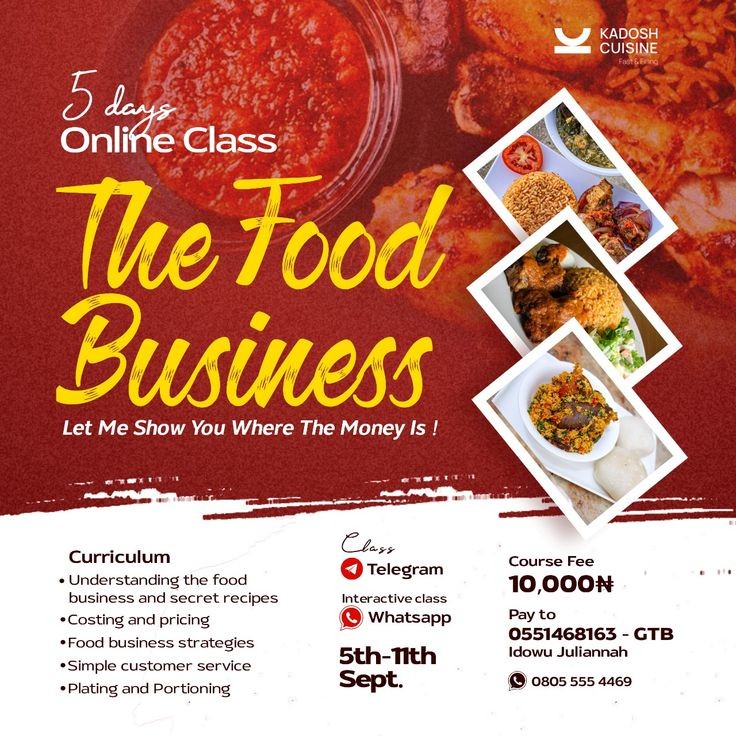 KADOSH
CUISINE
5 days
Online Class
The Food
Business
Let Me Show You Where The Money Is !
Curriculum
• Understanding the food
business and secret recipes
• Costing and pricing
• Food business strategies
• Simple customer service
• Plating and Portioning
Class
Telegram
Interactive class
Whatsapp
5th-11th
Sept.
Course Fee
10,000₦
Pay to
0551468163 - GTB
Idowu Juliannah
0805 555 4469